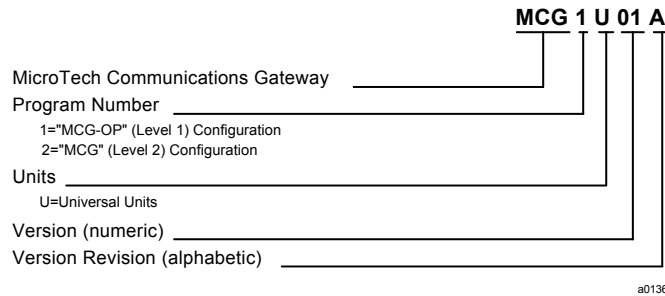 MCG 1 U 01 A
MicroTech Communications Gateway
Program Number
1="MCG-OP" (Level 1) Configuration
2="MCG" (Level 2) Configuration
Units
U=Universal Units
Version (numeric)
Version Revision (alphabetic)
a0136